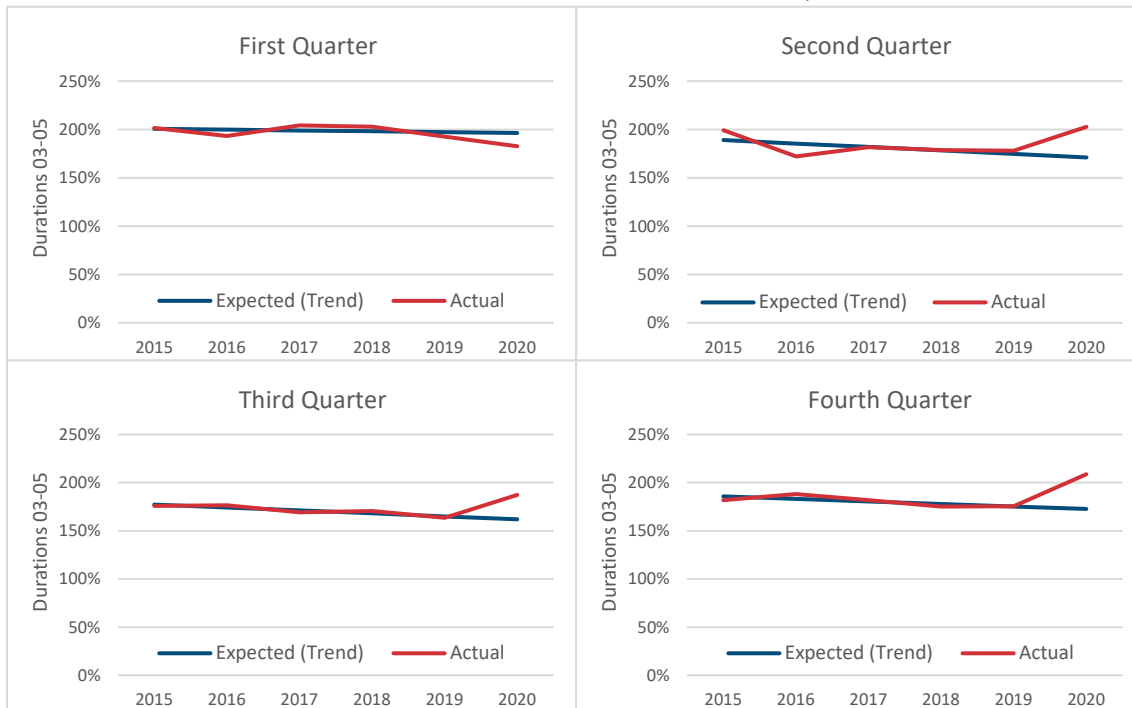 First Quarter
250%
200%
150%
100%
50%
0%
Durations 03-05
Expected (Trend) Actual
2015 2016 2017 2018 2019 2020
Second Quarter
250%
200%
150%
100%
50%
0%
Durations 03-05
Expected (Trend) Actual
2015 2016 2017 2018 2019 2020
Third Quarter
250%
200%
150%
100%
50%
0%
Durations 03-05
Expected (Trend) Actual
2015 2016 2017 2018 2019 2020
Fourth Quarter
250%
200%
150%
100%
50%
0%
Durations 03-05
Expected (Trend) Actual
2015 2016 2017 2018 2019 2020